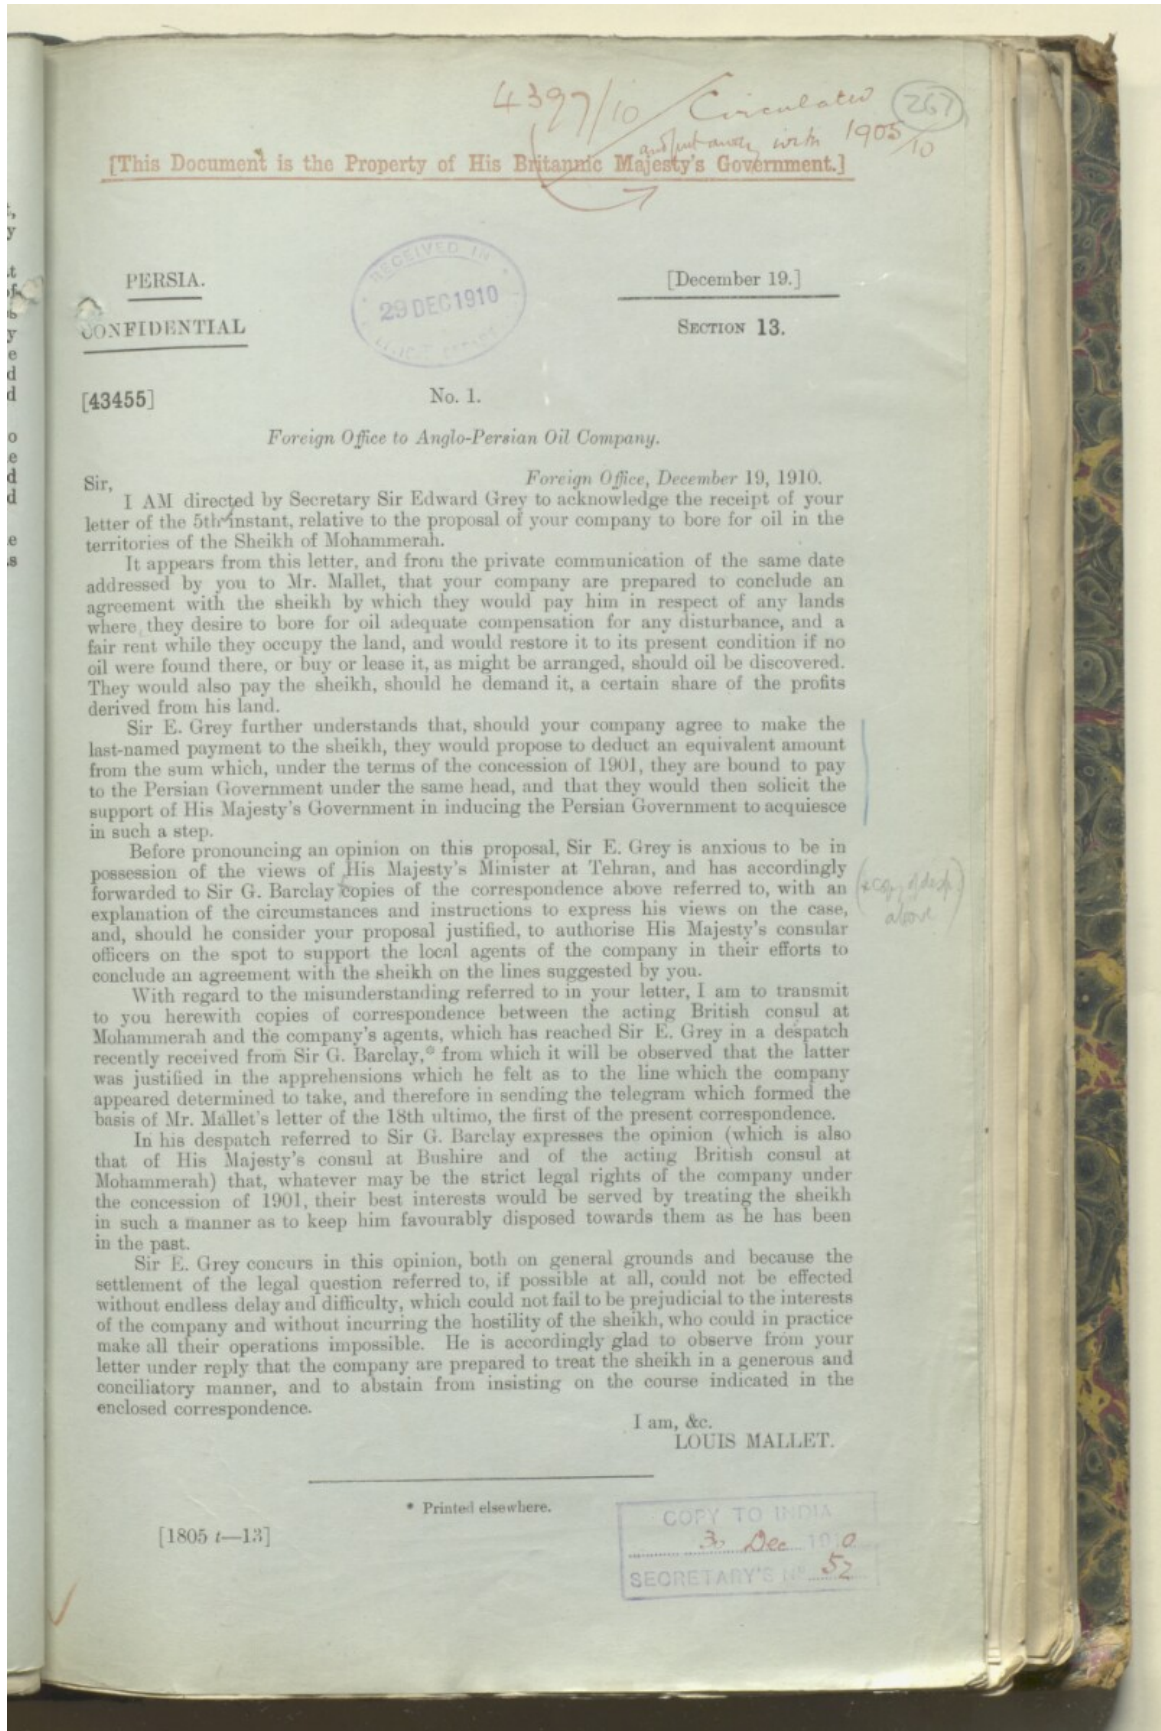 4397/10 Circulated 267
and put away with 1905/10
[This Document is the Property of His Britannic Majesty's Government.]
PERSIA.
RECEIVED IN
29 DEC 1910
[December 19.]
CONFIDENTIAL
SECTION 13.
[43455]
No. 1.
Foreign Office to Anglo-Persian Oil Company.
Sir,
Foreign Office, December 19, 1910.
I AM directed by Secretary Sir Edward Grey to acknowledge the receipt of your
letter of the 5th instant, relative to the proposal of your company to bore for oil in the
territories of the Sheikh of Mohammerah.
It appears from this letter, and from the private communication of the same date
addressed by you to Mr. Mallet, that your company are prepared to conclude an
agreement with the sheikh by which they would pay him in respect of any lands
where they desire to bore for oil adequate compensation for any disturbance, and a
fair rent while they occupy the land, and would restore it to its present condition if no
oil were found there, or buy or lease it, as might be arranged, should oil be discovered.
They would also pay the sheikh, should he demand it, a certain share of the profits
derived from his land.
Sir E. Grey further understands that, should your company agree to make the
last-named payment to the sheikh, they would propose to deduct an equivalent amount
from the sum which, under the terms of the concession of 1901, they are bound to pay
to the Persian Government under the same head, and that they would then solicit the
support of His Majesty's Government in inducing the Persian Government to acquiesce
in such a step.
Before pronouncing an opinion on this proposal, Sir E. Grey is anxious to be in
possession of the views of His Majesty's Minister at Tehran, and has accordingly
forwarded to Sir G. Barclay copies of the correspondence above referred to, with an
explanation of the circumstances and instructions to express his views on the case,
and, should he consider your proposal justified, to authorise His Majesty's consular
officers on the spot to support the local agents of the company in their efforts to
conclude an agreement with the sheikh on the lines suggested by you.
(& copy of desp.
above)
With regard to the misunderstanding referred to in your letter, I am to transmit
to you herewith copies of correspondence between the acting British consul at
Mohammerah and the company's agents, which has reached Sir E. Grey in a despatch
recently received from Sir G. Barclay,* from which it will be observed that the latter
was justified in the apprehensions which he felt as to the line which the company
appeared determined to take, and therefore in sending the telegram which formed the
basis of Mr. Mallet's letter of the 18th ultimo, the first of the present correspondence.
In his despatch referred to Sir G. Barclay expresses the opinion (which is also
that of His Majesty's consul at Bushire and of the acting British consul at
Mohammerah) that, whatever may be the strict legal rights of the company under
the concession of 1901, their best interests would be served by treating the sheikh
in such a manner as to keep him favourably disposed towards them as he has been
in the past.
Sir E. Grey concurs in this opinion, both on general grounds and because the
settlement of the legal question referred to, if possible at all, could not be effected
without endless delay and difficulty, which could not fail to be prejudicial to the interests
of the company and without incurring the hostility of the sheikh, who could in practice
make all their operations impossible. He is accordingly glad to observe from your
letter under reply that the company are prepared to treat the sheikh in a generous and
conciliatory manner, and to abstain from insisting on the course indicated in the
enclosed correspondence.
I am, &c.
LOUIS MALLET.
* Printed elsewhere.
[1805 t—13]
COPY TO INDIA
30 Dec 1910
SECRETARY'S No 52